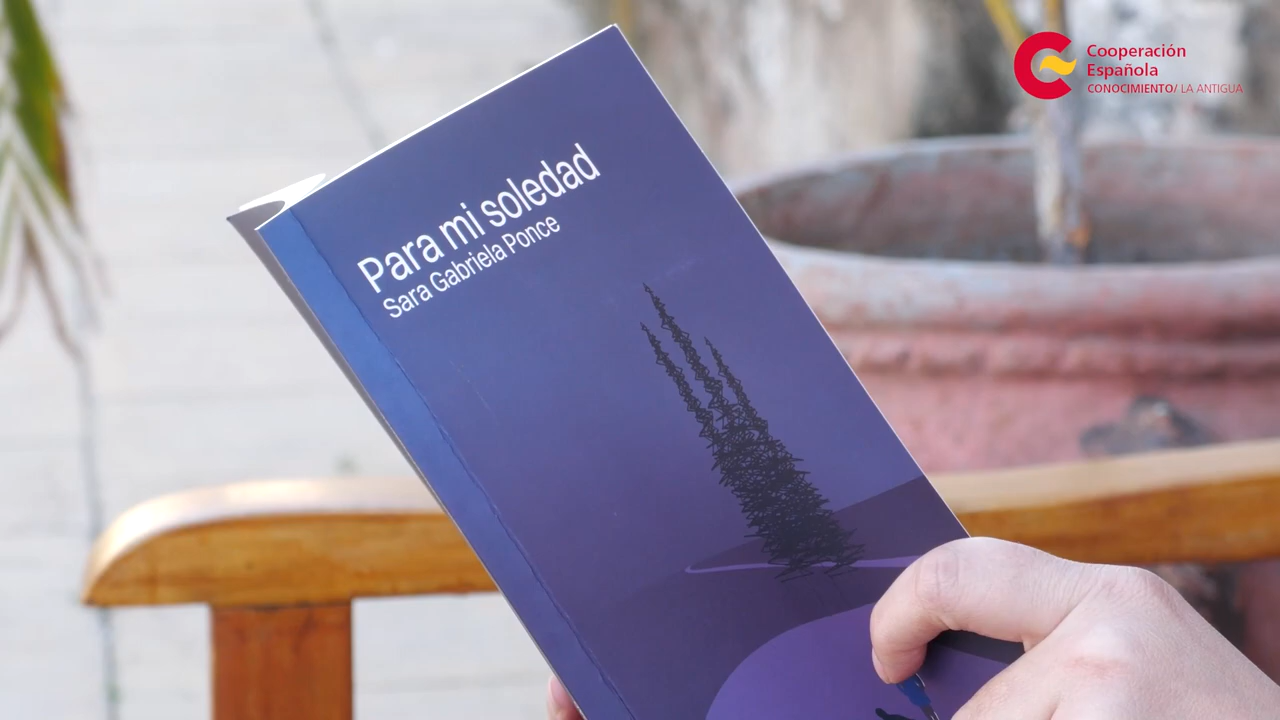 Cooperación
Española
CONOCIMIENTO/ LA ANTIGUA
Para mi soledad
Sara Gabriela Ponce